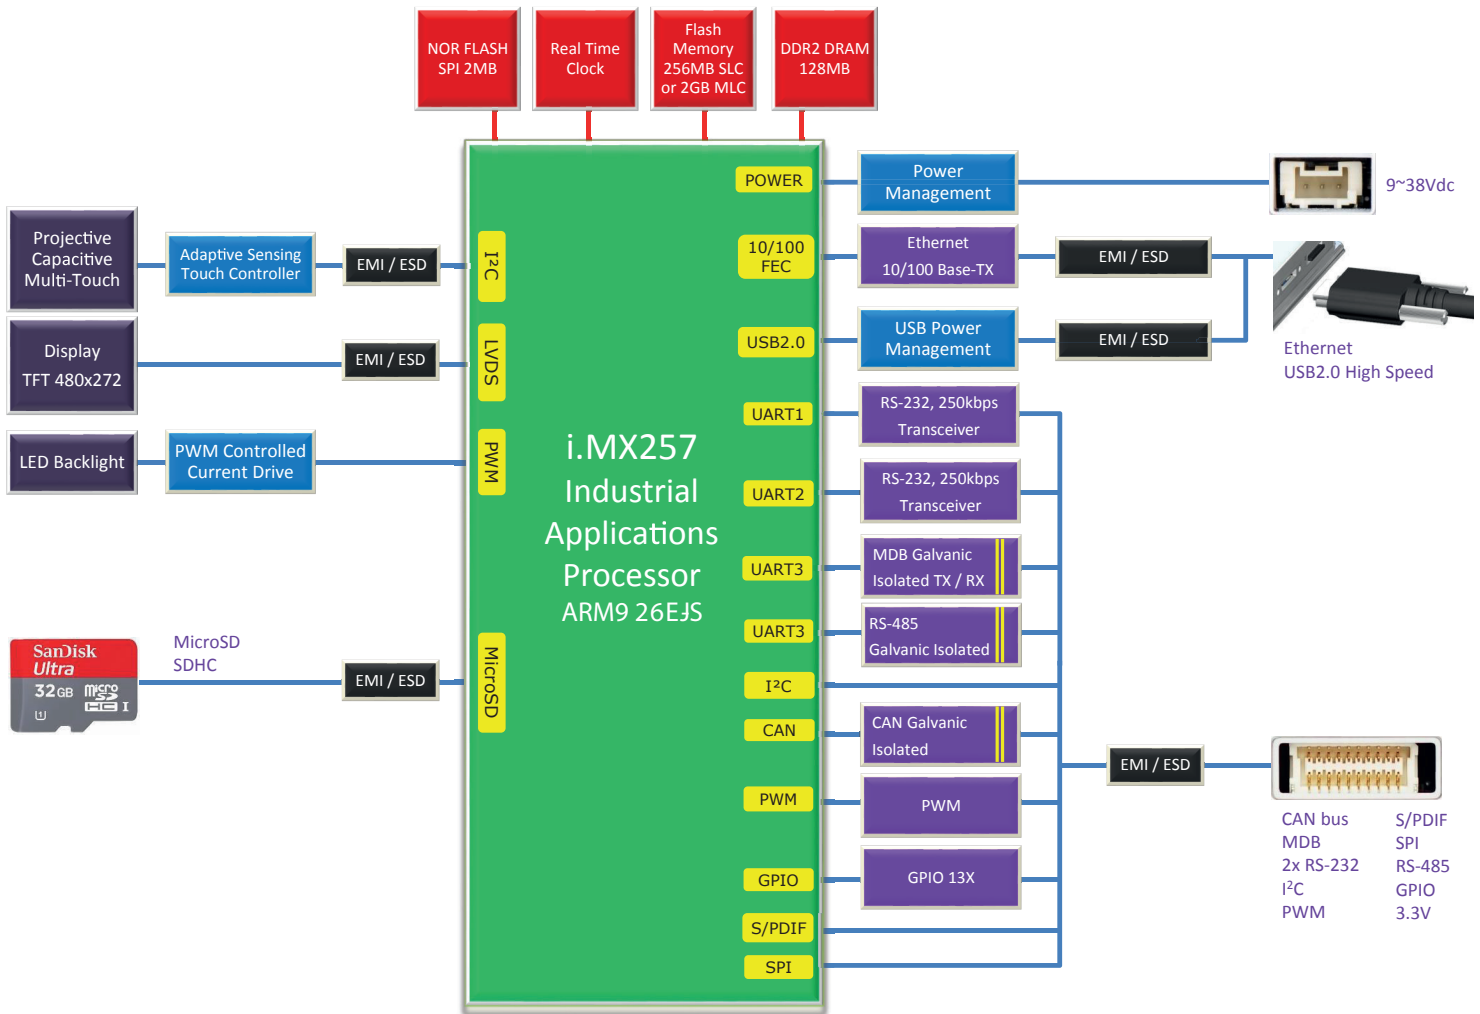 NOR FLASH
SPI 2MB
Real Time
Clock
Flash
Memory
256MB SLC
or 2GB MLC
DDR2 DRAM
128MB
Projective
Capacitive
Multi-Touch
Adaptive Sensing
Touch Controller
EMI / ESD
I²C
Display
TFT 480x272
EMI / ESD
LVDS
LED Backlight
PWM Controlled
Current Drive
PWM
SanDisk
Ultra
32GB micro
SD
HC I
1
MicroSD
SDHC
EMI / ESD
MicroSD
i.MX257
Industrial
Applications
Processor
ARM9 26EJS
POWER
Power
Management
9~38Vdc
10/100
FEC
Ethernet
10/100 Base-TX
EMI / ESD
USB2.0
USB Power
Management
EMI / ESD
Ethernet
USB2.0 High Speed
UART1
RS-232, 250kbps
Transceiver
UART2
RS-232, 250kbps
Transceiver
UART3
MDB Galvanic
Isolated TX / RX
UART3
RS-485
Galvanic Isolated
I²C
CAN
CAN Galvanic
Isolated
PWM
PWM
GPIO
GPIO 13X
S/PDIF
SPI
EMI / ESD
CAN bus
MDB
2x RS-232
I²C
PWM
S/PDIF
SPI
RS-485
GPIO
3.3V